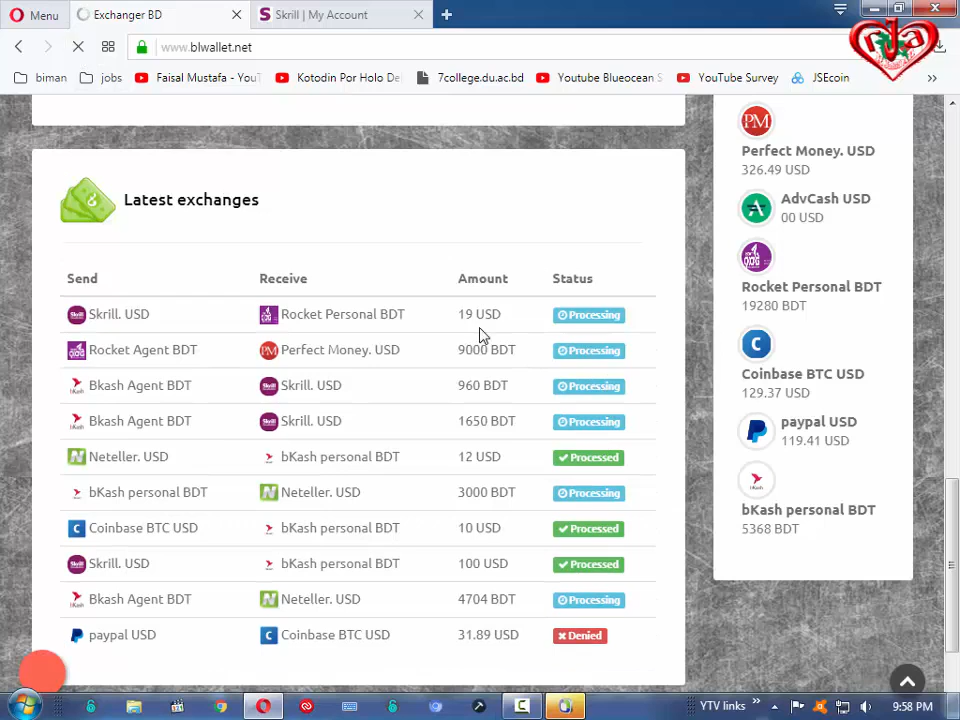 Menu
Exchanger BD
Skrill | My Account
www.blwallet.net
biman
jobs
Faisal Mustafa - YouT
Kotodin Por Holo De
7college.du.ac.bd
Youtube Blueocean S
YouTube Survey
JSEcoin
Latest exchanges
Send Receive Amount Status
Skrill. USD Rocket Personal BDT 19 USD Processing
Rocket Agent BDT PM Perfect Money. USD 9000 BDT Processing
Bkash Agent BDT Skrill. USD 960 BDT Processing
Bkash Agent BDT Skrill. USD 1650 BDT Processing
Neteller. USD bKash personal BDT 12 USD Processed
bKash personal BDT Neteller. USD 3000 BDT Processing
Coinbase BTC USD bKash personal BDT 10 USD Processed
Skrill. USD bKash personal BDT 100 USD Processed
Bkash Agent BDT Neteller. USD 4704 BDT Processing
paypal USD Coinbase BTC USD 31.89 USD Denied
PM
Perfect Money. USD
326.49 USD
AdvCash USD
00 USD
Rocket Personal BDT
19280 BDT
Coinbase BTC USD
129.37 USD
paypal USD
119.41 USD
bKash personal BDT
5368 BDT
YTV links
9:58 PM